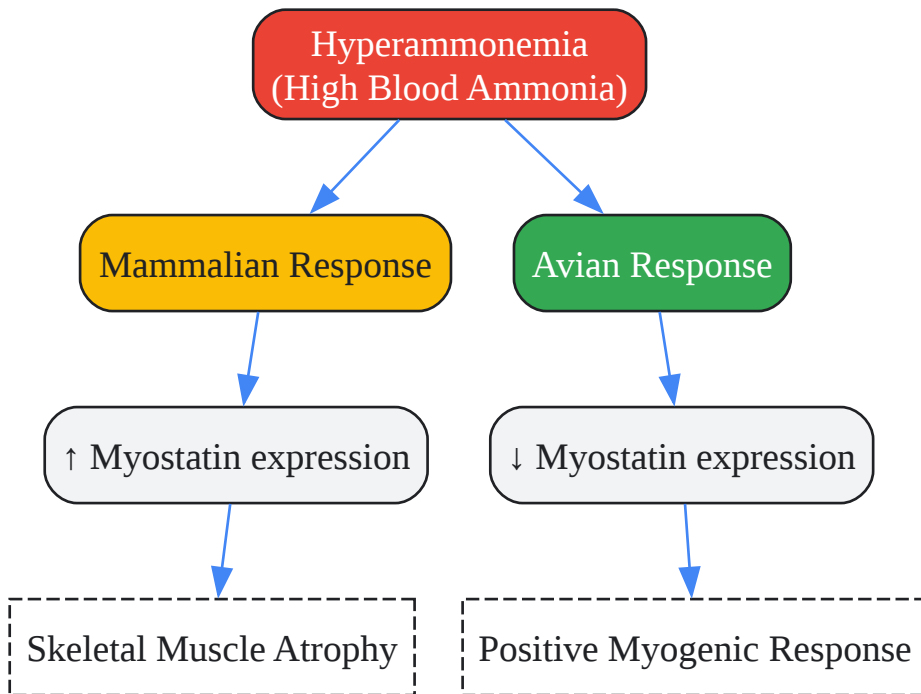 Hyperammonemia
(High Blood Ammonia)
Mammalian Response
Avian Response
↑ Myostatin expression
↓ Myostatin expression
Skeletal Muscle Atrophy
Positive Myogenic Response